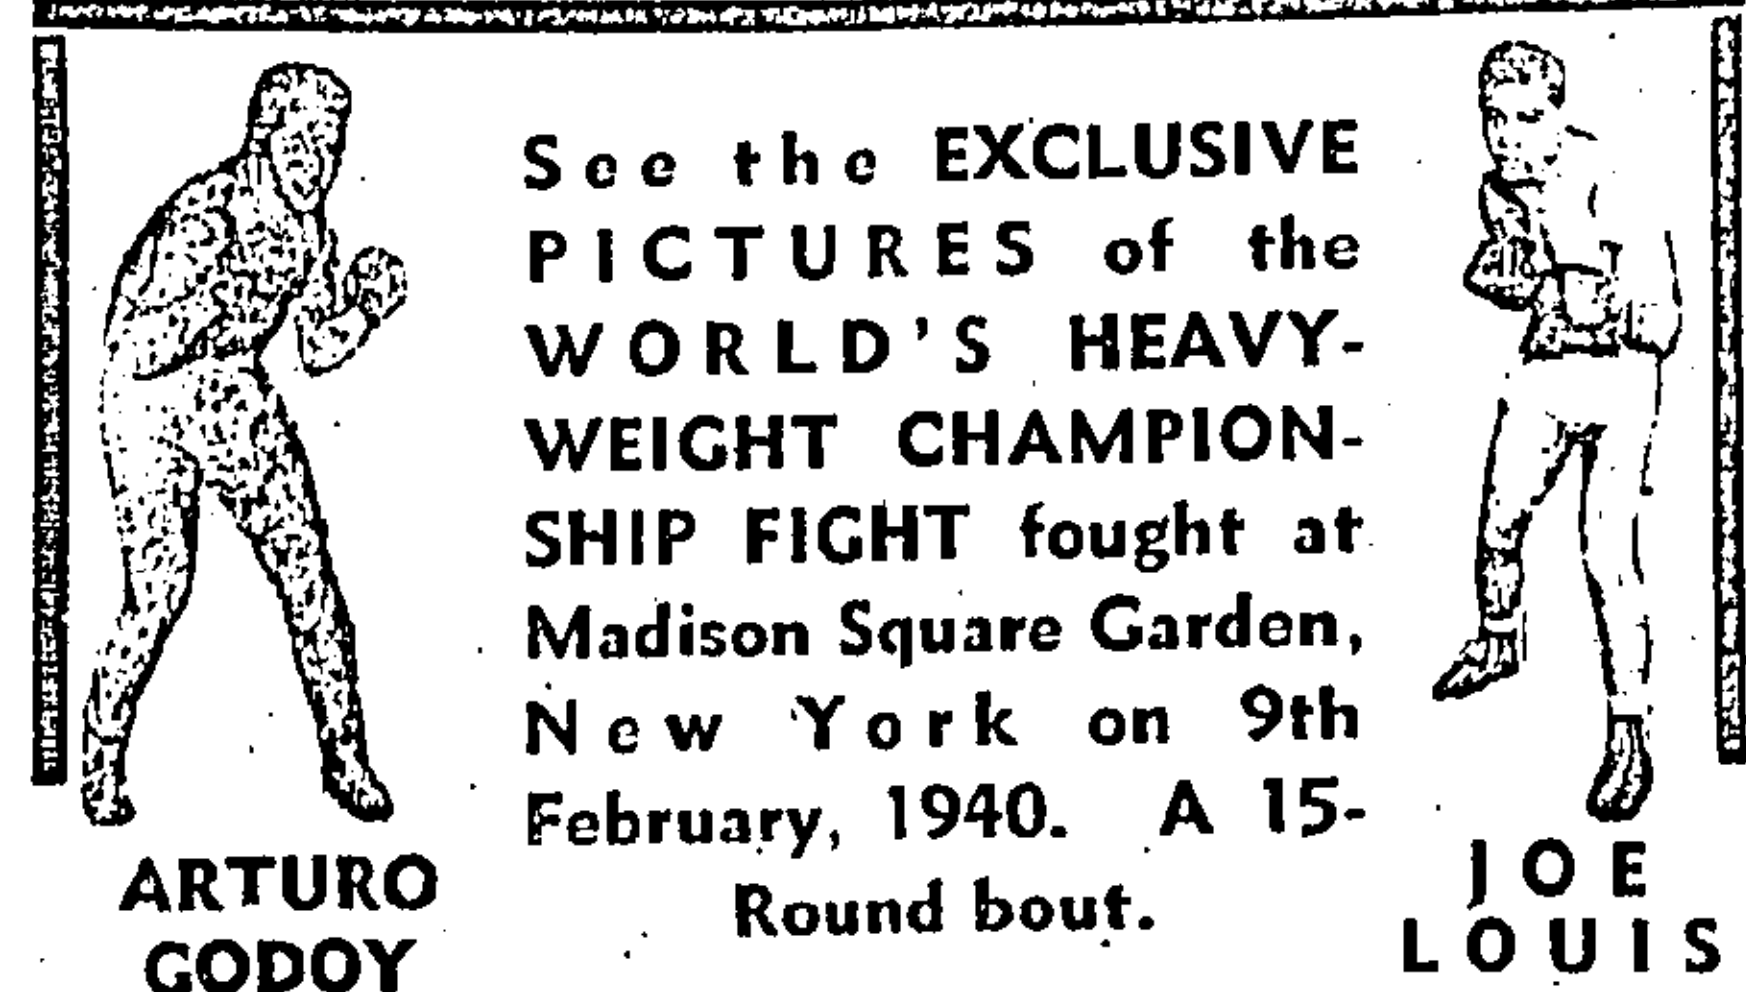 See the EXCLUSIVE
PICTURES of the
WORLD'S HEAVY-
WEIGHT CHAMPION-
SHIP FIGHT fought at
Madison Square Garden,
New York on 9th
February, 1940. A 15-
Round bout.
ARTURO
GODOY
JOE
LOUIS